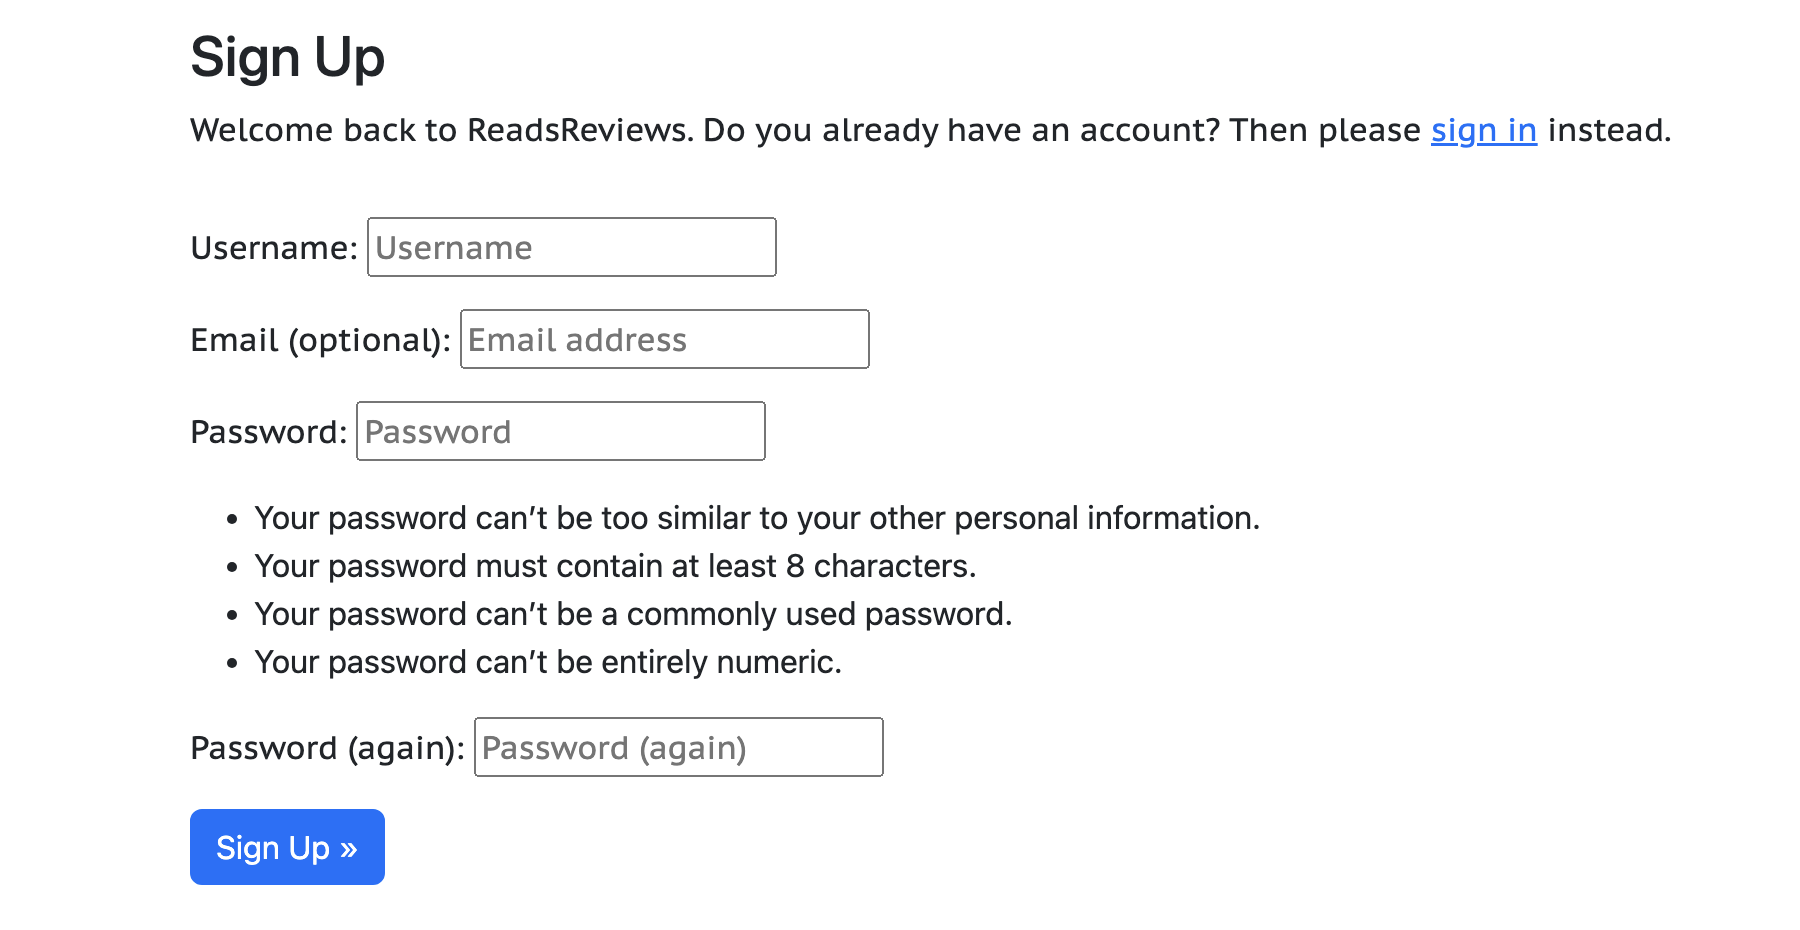 Sign Up
Welcome back to ReadsReviews. Do you already have an account? Then please sign in instead.
Username: Username
Email (optional): Email address
Password: Password
• Your password can’t be too similar to your other personal information.
• Your password must contain at least 8 characters.
• Your password can’t be a commonly used password.
• Your password can’t be entirely numeric.
Password (again): Password (again)
Sign Up »